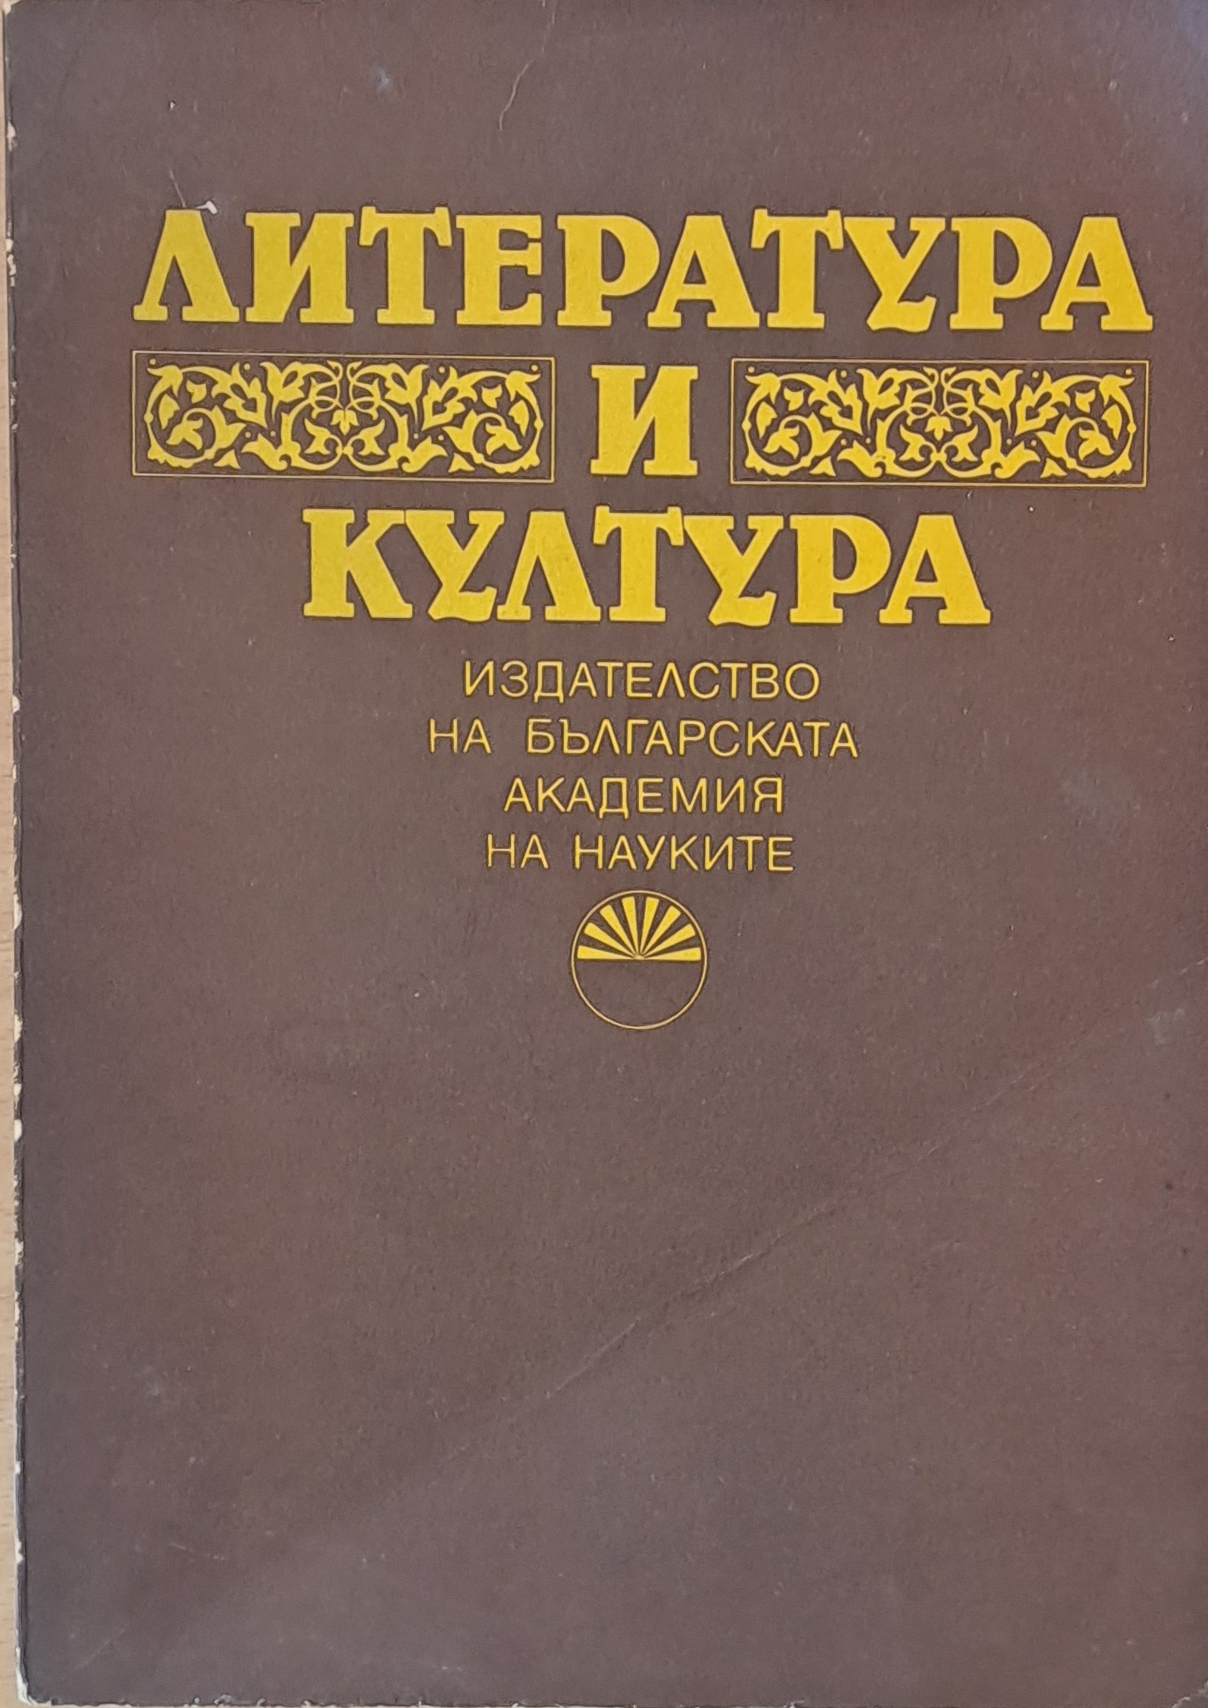 ЛИТЕРАТУРА
И
КУЛТУРА
ИЗДАТЕЛСТВО
НА БЪЛГАРСКАТА
АКАДЕМИЯ
НА НАУКИТЕ